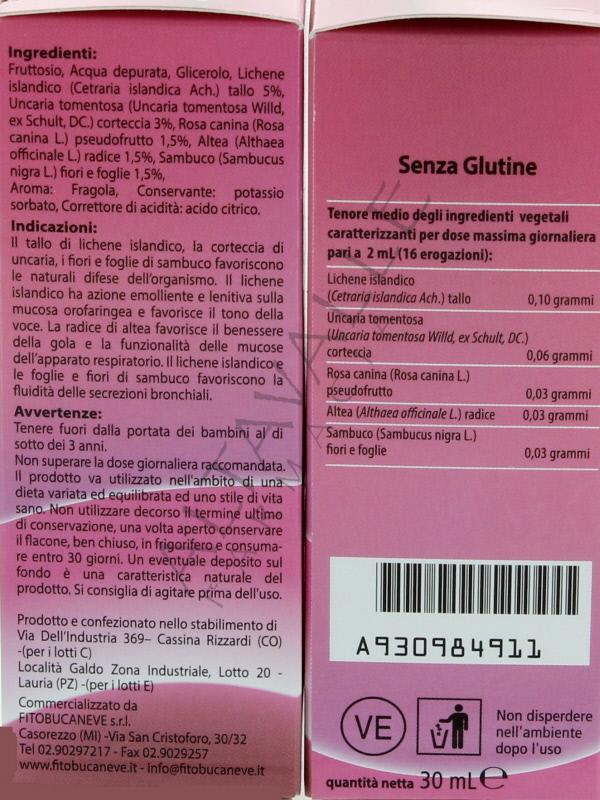 Ingredienti:
Fruttosio, Acqua depurata, Glicerolo, Lichene
islandico (Cetraria islandica Ach.) tallo 5%,
Uncaria tomentosa (Uncaria tomentosa Willd,
ex Schult, DC.) corteccia 3%, Rosa canina (Rosa
canina L.) pseudofrutto 1,5%, Altea (Althaea
officinale L.) radice 1,5%, Sambuco (Sambucus
nigra L.) fiori e foglie 1,5%,
Aroma: Fragola, Conservante: potassio
sorbato, Correttore di acidità: acido citrico.
Indicazioni:
Il tallo di lichene islandico, la corteccia di
uncaria, i fiori e foglie di sambuco favoriscono
le naturali difese dell'organismo. Il lichene
islandico ha azione emolliente e lenitiva sulla
mucosa orofaringea e favorisce il tono della
voce. La radice di altea favorisce il benessere
della gola e la funzionalità delle mucose
dell'apparato respiratorio. Il lichene islandico e
le foglie e fiori di sambuco favoriscono la
fluidità delle secrezioni bronchiali.
Avvertenze:
Tenere fuori dalla portata dei bambini al di
sotto dei 3 anni.
Non superare la dose giornaliera raccomandata.
Il prodotto va utilizzato nell'ambito di una
dieta variata ed equilibrata ed uno stile di vita
sano. Non utilizzare decorso il termine ultimo
di conservazione, una volta aperto conservare
il flacone, ben chiuso, in frigorifero e consuma-
re entro 30 giorni. Un eventuale deposito sul
fondo è una caratteristica naturale del
prodotto. Si consiglia di agitare prima dell'uso.
Prodotto e confezionato nello stabilimento di
Via Dell'Industria 369– Cassina Rizzardi (CO)
-(per i lotti C)
Località Galdo Zona Industriale, Lotto 20 -
Lauria (PZ) -(per i lotti E)
Commercializzato da
FITOBUCANEVE s.r.l.
Casorezzo (MI) -Via San Cristoforo, 30/32
Tel 02.90297217 - Fax 02.9029257
www.fitobucaneve.it - info@fitobucaneve.it
Senza Glutine
Tenore medio degli ingredienti vegetali
caratterizzanti per dose massima giornaliera
pari a 2 mL (16 erogazioni):
Lichene islandico
(Cetraria islandica Ach.) tallo 0,10 grammi
Uncaria tomentosa
(Uncaria tomentosa Willd, ex Schult, DC.)
corteccia 0,06 grammi
Rosa canina (Rosa canina L.)
pseudofrutto 0,03 grammi
Altea (Althaea officinale L.) radice 0,03 grammi
Sambuco (Sambucus nigra L.)
fiori e foglie 0,03 grammi
A930984911
VE
Non disperdere
nell'ambiente
dopo l'uso
quantità netta 30 mL ℮